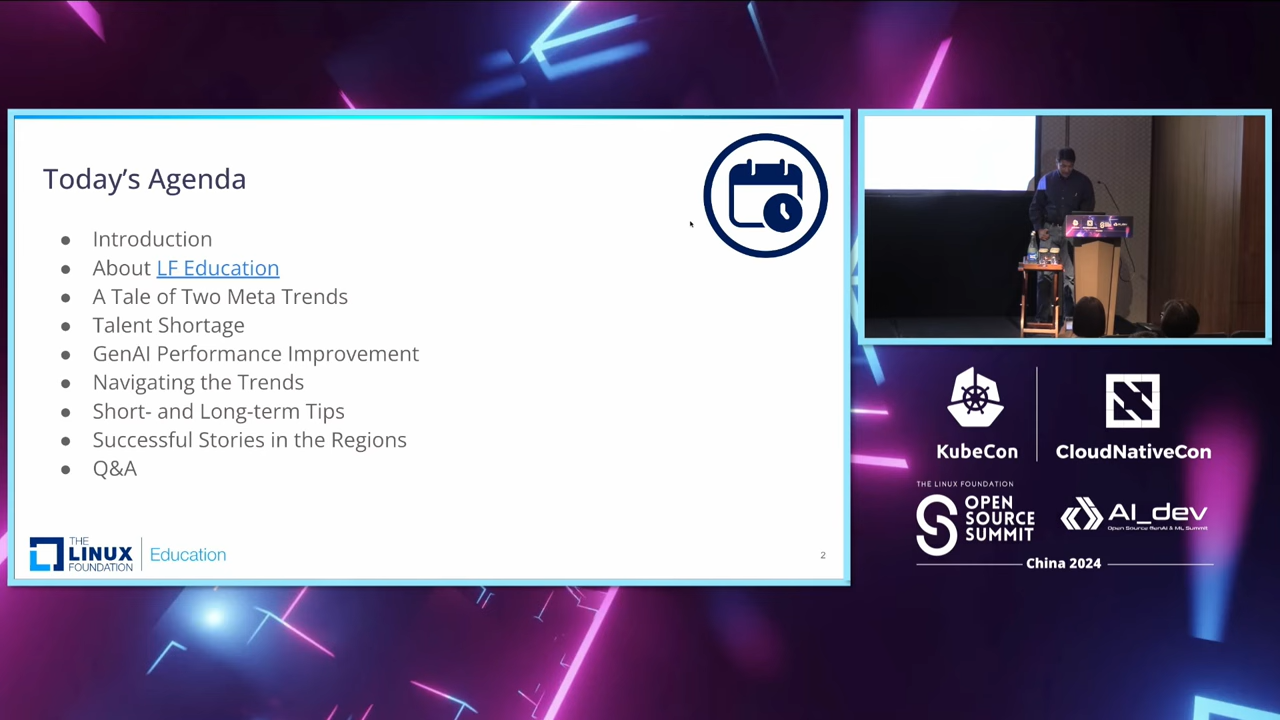 Today's Agenda
● Introduction
● About LF Education
● A Tale of Two Meta Trends
● Talent Shortage
● GenAI Performance Improvement
● Navigating the Trends
● Short- and Long-term Tips
● Successful Stories in the Regions
● Q&A
THE
LINUX
FOUNDATION
Education
2
KubeCon
CloudNativeCon
THE LINUX FOUNDATION
OPEN
SOURCE
SUMMIT
AI_dev
Open Source GenAI & ML Summit
China 2024